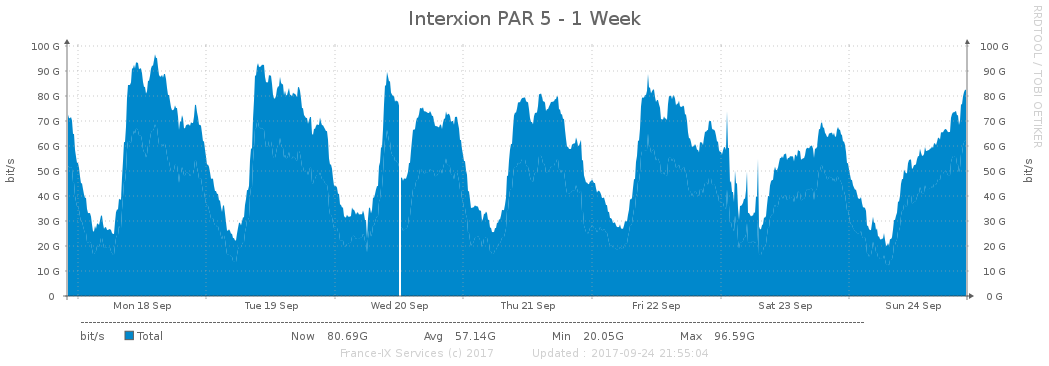 Interxion PAR 5 - 1 Week
RRDTOOL / TOBI OETIKER
bit/s
100 G 100 G
90 G 90 G
80 G 80 G
70 G 70 G
60 G 60 G
50 G 50 G
40 G 40 G
30 G 30 G
20 G 20 G
10 G 10 G
0 0 G
bit/s
Mon 18 Sep Tue 19 Sep Wed 20 Sep Thu 21 Sep Fri 22 Sep Sat 23 Sep Sun 24 Sep
bit/s Total Now 80.69G Avg 57.14G Min 20.05G Max 96.59G
France-IX Services (c) 2017 Updated : 2017-09-24 21:55:04